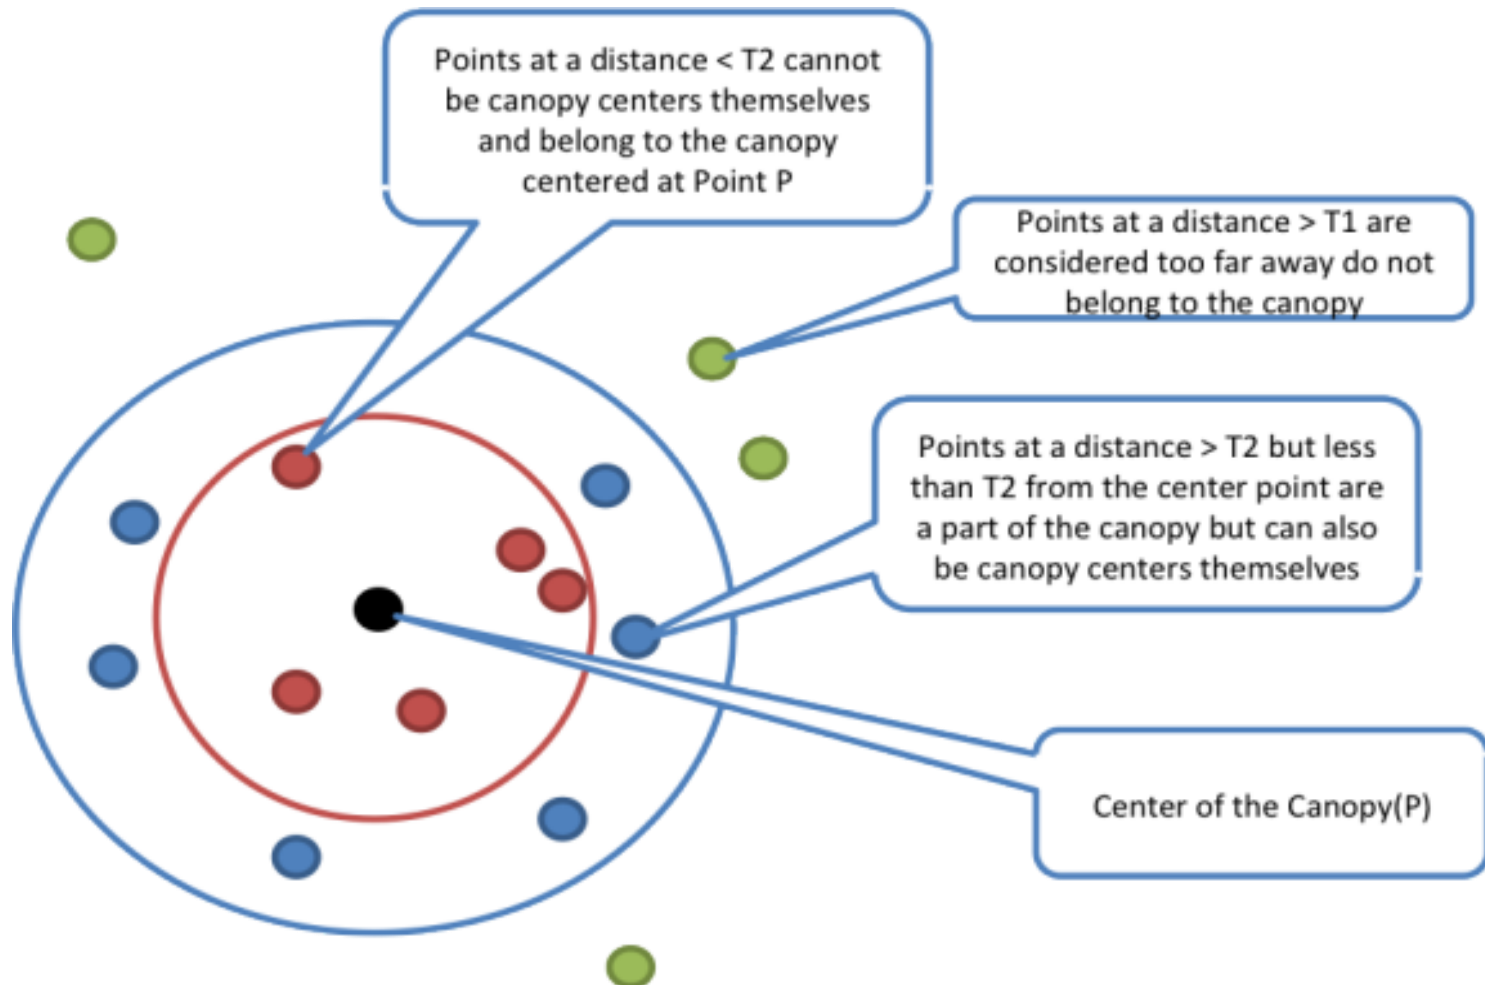 Points at a distance < T2 cannot
be canopy centers themselves
and belong to the canopy
centered at Point P
Points at a distance > T1 are
considered too far away do not
belong to the canopy
Points at a distance > T2 but less
than T2 from the center point are
a part of the canopy but can also
be canopy centers themselves
Center of the Canopy(P)